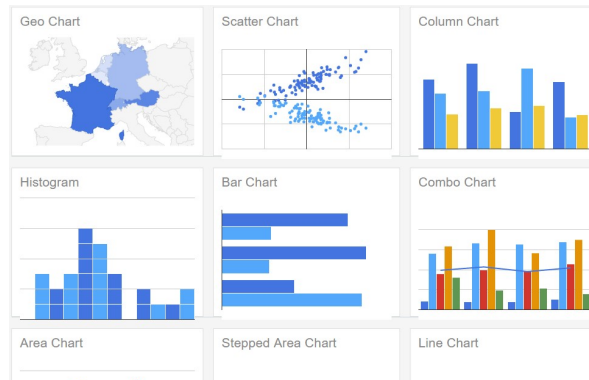 Geo Chart
Scatter Chart
Column Chart
Histogram
Bar Chart
Combo Chart
Area Chart
Stepped Area Chart
Line Chart